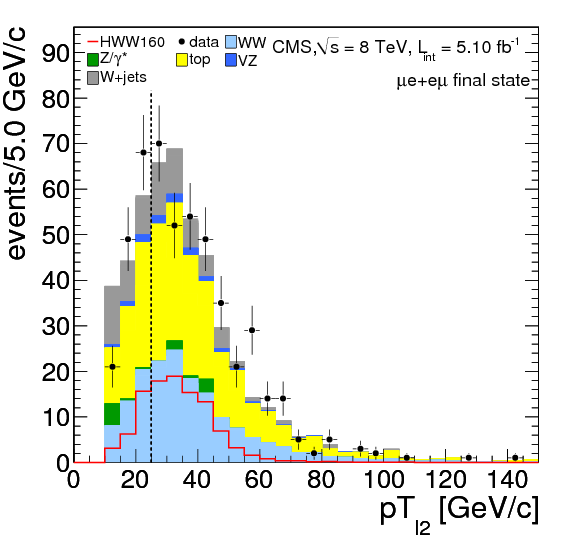 events/5.0 GeV/c
90
80
70
60
50
40
30
20
10
0
HWW160
data
WW
Z/γ*
top
VZ
W+jets
CMS,√s = 8 TeV, L_int = 5.10 fb⁻¹
μe+eμ final state
0 20 40 60 80 100 120 140
pT_l2 [GeV/c]